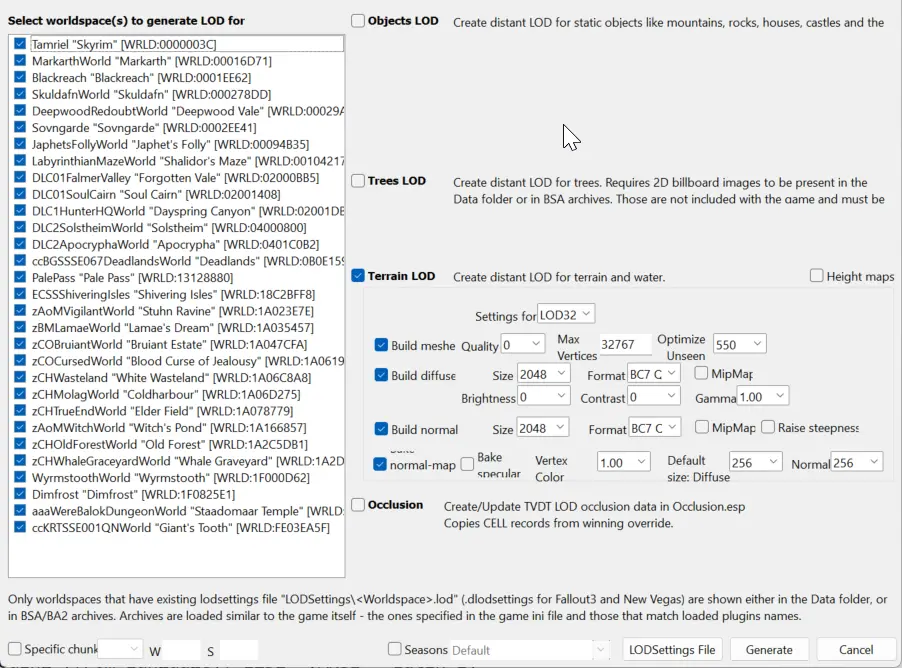 Select worldspace(s) to generate LOD for
Tamriel "Skyrim" [WRLD:0000003C]
MarkarthWorld "Markarth" [WRLD:00016D71]
Blackreach "Blackreach" [WRLD:0001EE62]
SkuldafnWorld "Skuldafn" [WRLD:000278DD]
DeepwoodRedoubtWorld "Deepwood Vale" [WRLD:00029A
Sovngarde "Sovngarde" [WRLD:0002EE41]
JaphetsFollyWorld "Japhet's Folly" [WRLD:00094B35]
LabyrinthianMazeWorld "Shalidor's Maze" [WRLD:00104217
DLC01FalmerValley "Forgotten Vale" [WRLD:02000BB5]
DLC01SoulCairn "Soul Cairn" [WRLD:02001408]
DLC1HunterHQWorld "Dayspring Canyon" [WRLD:02001DE
DLC2SolstheimWorld "Solstheim" [WRLD:04000800]
DLC2ApocryphaWorld "Apocrypha" [WRLD:0401C0B2]
ccBGSSSE067DeadlandsWorld "Deadlands" [WRLD:0B0E159
PalePass "Pale Pass" [WRLD:13128880]
ECSSShiveringIsles "Shivering Isles" [WRLD:18C2BFF8]
zAoMVigilantWorld "Stuhn Ravine" [WRLD:1A023E7E]
zBMLamaeWorld "Lamae's Dream" [WRLD:1A035457]
zCOBruiantWorld "Bruiant Estate" [WRLD:1A047CFA]
zCOCursedWorld "Blood Curse of Jealousy" [WRLD:1A0619
zCHWasteland "White Wasteland" [WRLD:1A06C8A8]
zCHMolagWorld "Coldharbour" [WRLD:1A06D275]
zCHTrueEndWorld "Elder Field" [WRLD:1A078779]
zAoMWitchWorld "Witch's Pond" [WRLD:1A166857]
zCHOldForestWorld "Old Forest" [WRLD:1A2C5DB1]
zCHWhaleGraveyardWorld "Whale Graveyard" [WRLD:1A2D
WyrmstoothWorld "Wyrmstooth" [WRLD:1F000D62]
Dimfrost "Dimfrost" [WRLD:1F0825E1]
aaaWereBalokDungeonWorld "Staadomaar Temple" [WRLD:
ccKRTSSE001QNWorld "Giant's Tooth" [WRLD:FE03EA5F]
Objects LOD
Create distant LOD for static objects like mountains, rocks, houses, castles and the
Trees LOD
Create distant LOD for trees. Requires 2D billboard images to be present in the
Data folder or in BSA archives. Those are not included with the game and must be
Terrain LOD
Create distant LOD for terrain and water.
Height maps
Settings for LOD32
Build meshe Quality 0 Max Vertices 32767 Optimize Unseen 550
Build diffuse Size 2048 Format BC7 Q MipMap
Brightness 0 Contrast 0 Gamma 1.00
Build normal Size 2048 Format BC7 Q MipMap Raise steepness
Bake normal-map Bake specular Vertex Color 1.00 Default size: Diffuse 256 Normal 256
Occlusion
Create/Update TVDT LOD occlusion data in Occlusion.esp
Copies CELL records from winning override.
Only worldspaces that have existing lodsettings file "LODSettings\<Worldspace>.lod" (.dlodsettings for Fallout3 and New Vegas) are shown either in the Data folder, or
in BSA/BA2 archives. Archives are loaded similar to the game itself - the ones specified in the game ini file and those that match loaded plugins names.
Specific chunk W S Seasons Default LODSettings File Generate Cancel